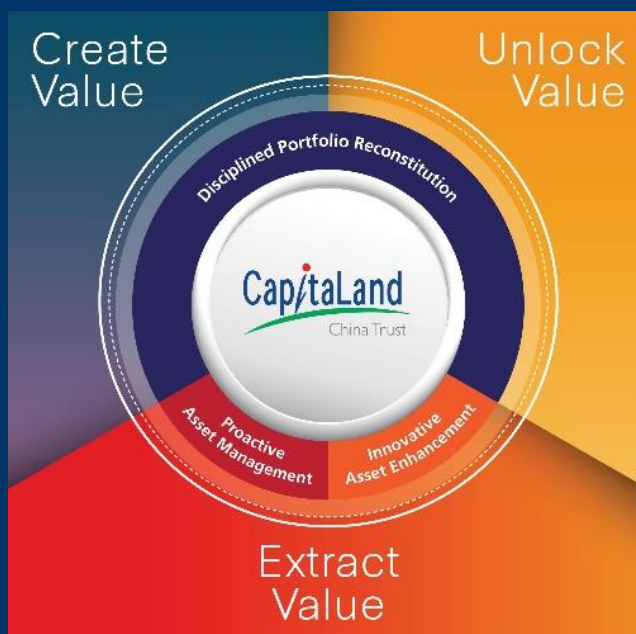 Create
Value
Unlock
Value
Disciplined Portfolio Reconstitution
CapitaLand
China Trust
Proactive
Asset Management
Innovative
Asset Enhancement
Extract
Value